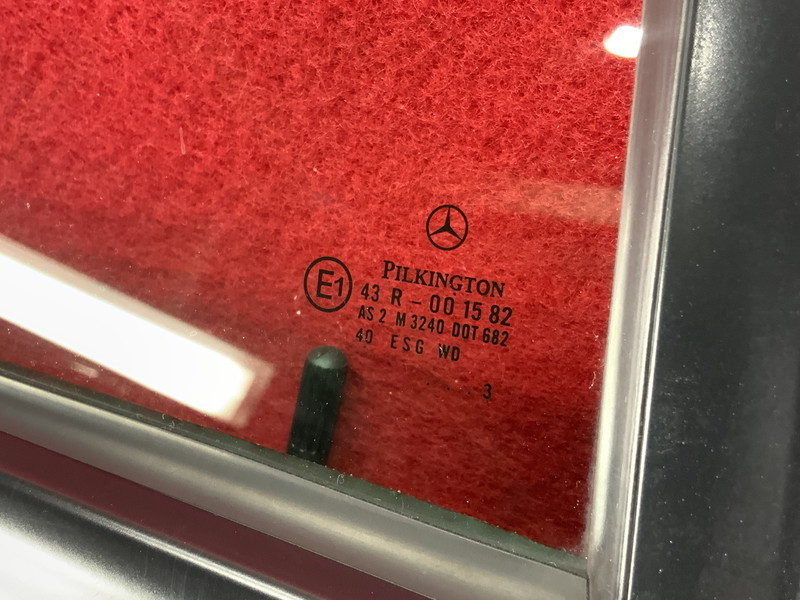 PILKINGTON
E1 43 R - 00 15 82
AS 2 M 3240 DOT 682
40 ESG WD
3